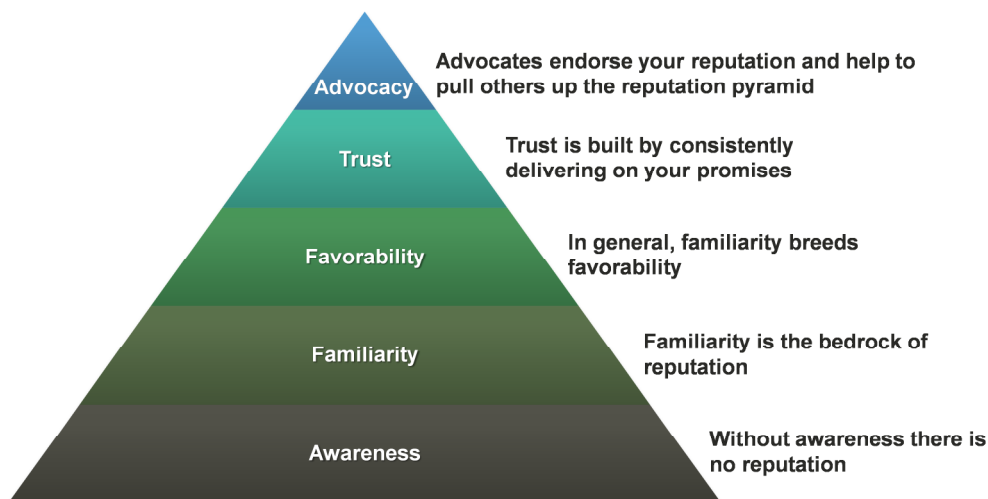 Advocacy
Advocates endorse your reputation and help to
pull others up the reputation pyramid
Trust
Trust is built by consistently
delivering on your promises
Favorability
In general, familiarity breeds
favorability
Familiarity
Familiarity is the bedrock of
reputation
Awareness
Without awareness there is
no reputation